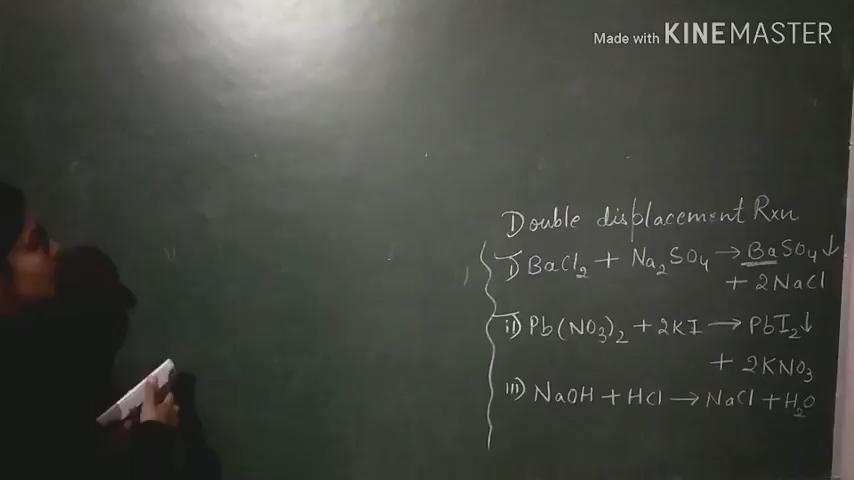 Made with KINEMASTER
Double displacement Rxn
i) BaCl₂ + Na₂SO₄ → BaSO₄↓
+ 2NaCl
ii) Pb(NO₃)₂ + 2KI → PbI₂↓
+ 2KNO₃
iii) NaOH + HCl → NaCl + H₂O